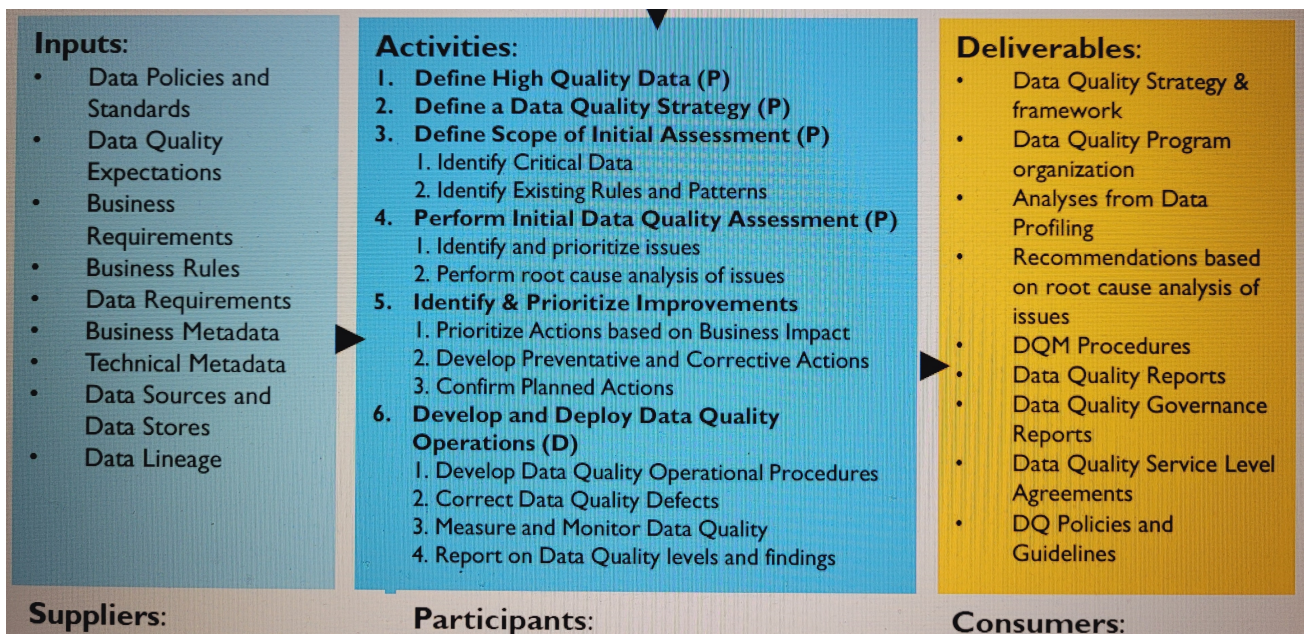 Inputs:
• Data Policies and
Standards
• Data Quality
Expectations
• Business
Requirements
• Business Rules
• Data Requirements
• Business Metadata
• Technical Metadata
• Data Sources and
Data Stores
• Data Lineage
Suppliers:
Activities:
1. Define High Quality Data (P)
2. Define a Data Quality Strategy (P)
3. Define Scope of Initial Assessment (P)
1. Identify Critical Data
2. Identify Existing Rules and Patterns
4. Perform Initial Data Quality Assessment (P)
1. Identify and prioritize issues
2. Perform root cause analysis of issues
5. Identify & Prioritize Improvements
1. Prioritize Actions based on Business Impact
2. Develop Preventative and Corrective Actions
3. Confirm Planned Actions
6. Develop and Deploy Data Quality
Operations (D)
1. Develop Data Quality Operational Procedures
2. Correct Data Quality Defects
3. Measure and Monitor Data Quality
4. Report on Data Quality levels and findings
Participants:
Deliverables:
• Data Quality Strategy &
framework
• Data Quality Program
organization
• Analyses from Data
Profiling
• Recommendations based
on root cause analysis of
issues
• DQM Procedures
• Data Quality Reports
• Data Quality Governance
Reports
• Data Quality Service Level
Agreements
• DQ Policies and
Guidelines
Consumers: